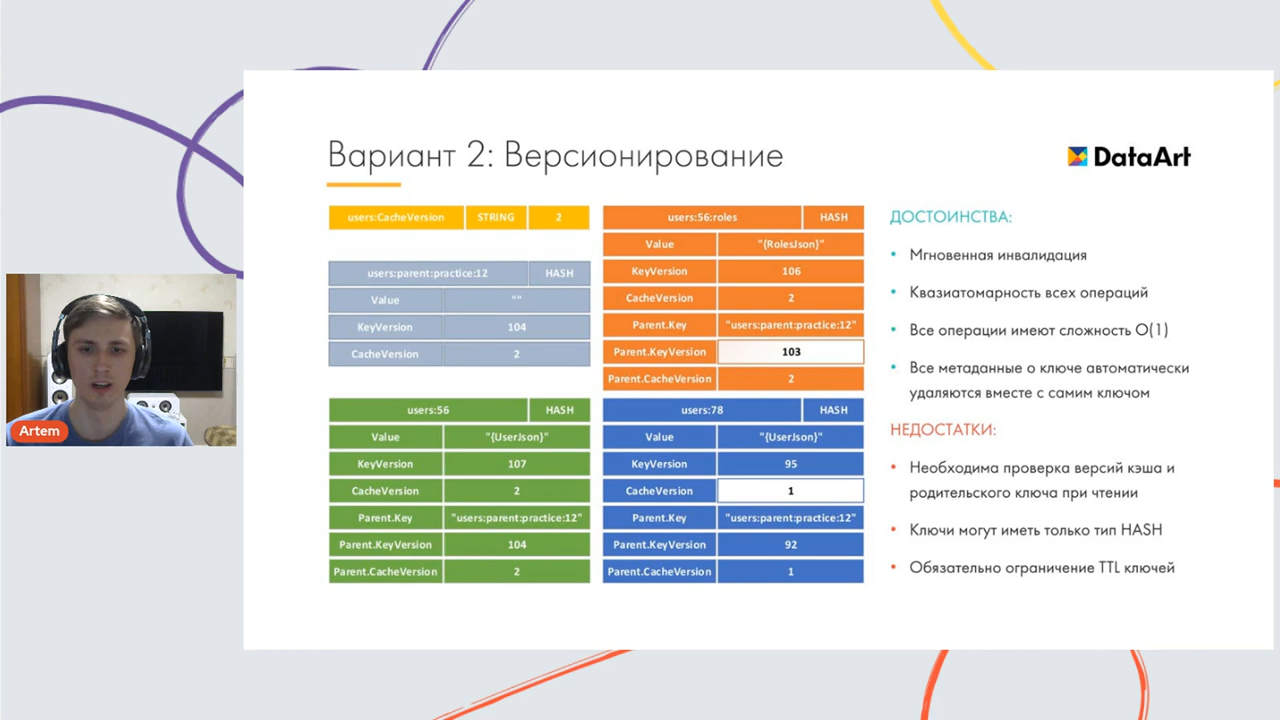 Вариант 2: Версионирование
DataArt
users:CacheVersion STRING 2
users:parent:practice:12 HASH
Value ""
KeyVersion 104
CacheVersion 2
users:56:roles HASH
Value "{RolesJson}"
KeyVersion 106
CacheVersion 2
Parent.Key "users:parent:practice:12"
Parent.KeyVersion 103
Parent.CacheVersion 2
users:56 HASH
Value "{UserJson}"
KeyVersion 107
CacheVersion 2
Parent.Key "users:parent:practice:12"
Parent.KeyVersion 104
Parent.CacheVersion 2
users:78 HASH
Value "{UserJson}"
KeyVersion 95
CacheVersion 1
Parent.Key "users:parent:practice:12"
Parent.KeyVersion 92
Parent.CacheVersion 1
ДОСТОИНСТВА:
• Мгновенная инвалидация
• Квазиатомарность всех операций
• Все операции имеют сложность O(1)
• Все метаданные о ключе автоматически
удаляются вместе с самим ключом
НЕДОСТАТКИ:
• Необходима проверка версий кэша и
родительского ключа при чтении
• Ключи могут иметь только тип HASH
• Обязательно ограничение TTL ключей
Artem